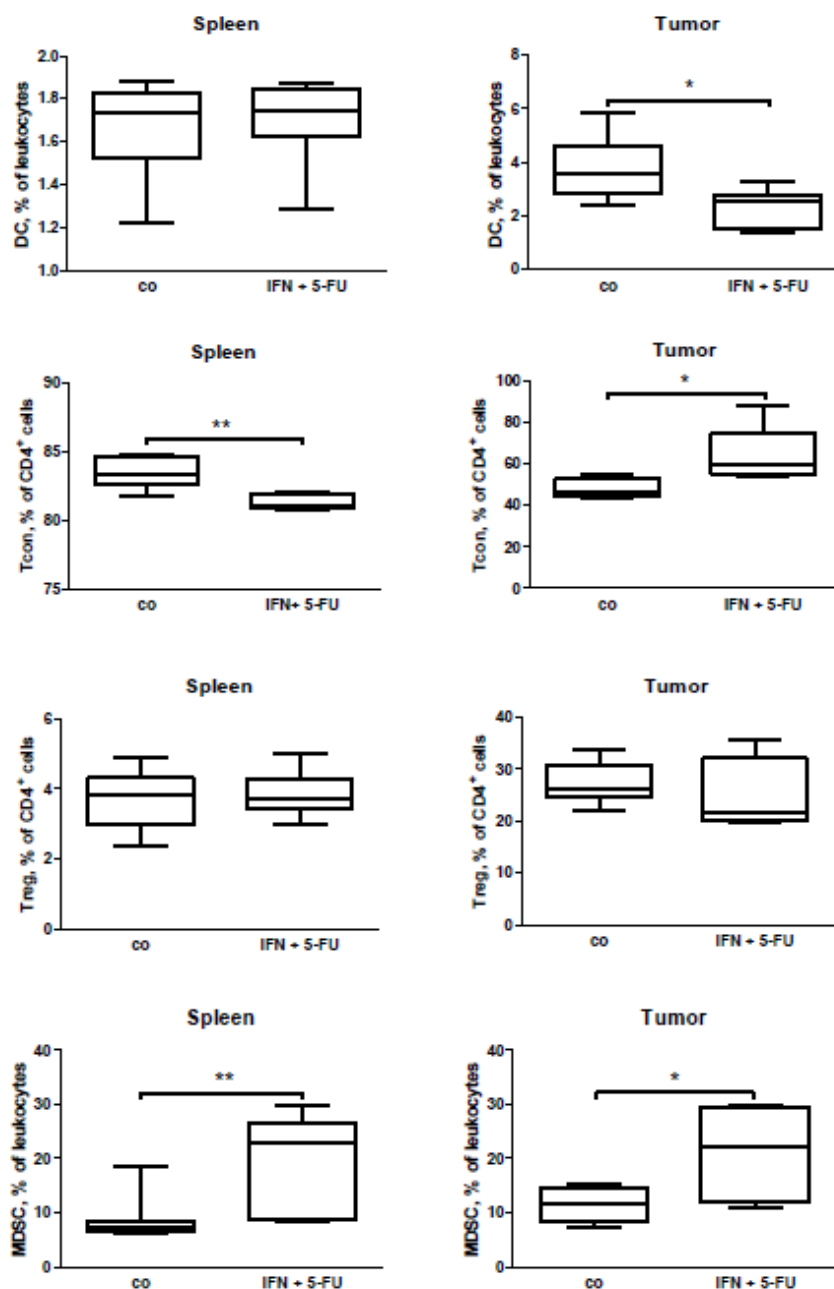 Spleen
DC, % of leukocytes
2.0
1.8
1.6
1.4
1.2
1.0
co
IFN + 5-FU
Tumor
DC, % of leukocytes
8
6
4
2
0
*
co
IFN + 5-FU
Spleen
Tcon, % of CD4⁺ cells
90
85
80
75
**
co
IFN+ 5-FU
Tumor
Tcon, % of CD4⁺ cells
100
80
60
40
20
0
*
co
IFN + 5-FU
Spleen
Treg, % of CD4⁺ cells
6
4
2
0
co
IFN + 5-FU
Tumor
Treg, % of CD4⁺ cells
40
30
20
10
0
co
IFN + 5-FU
Spleen
MDSC, % of leukocytes
40
30
20
10
0
**
co
IFN + 5-FU
Tumor
MDSC, % of leukocytes
40
30
20
10
0
*
co
IFN + 5-FU